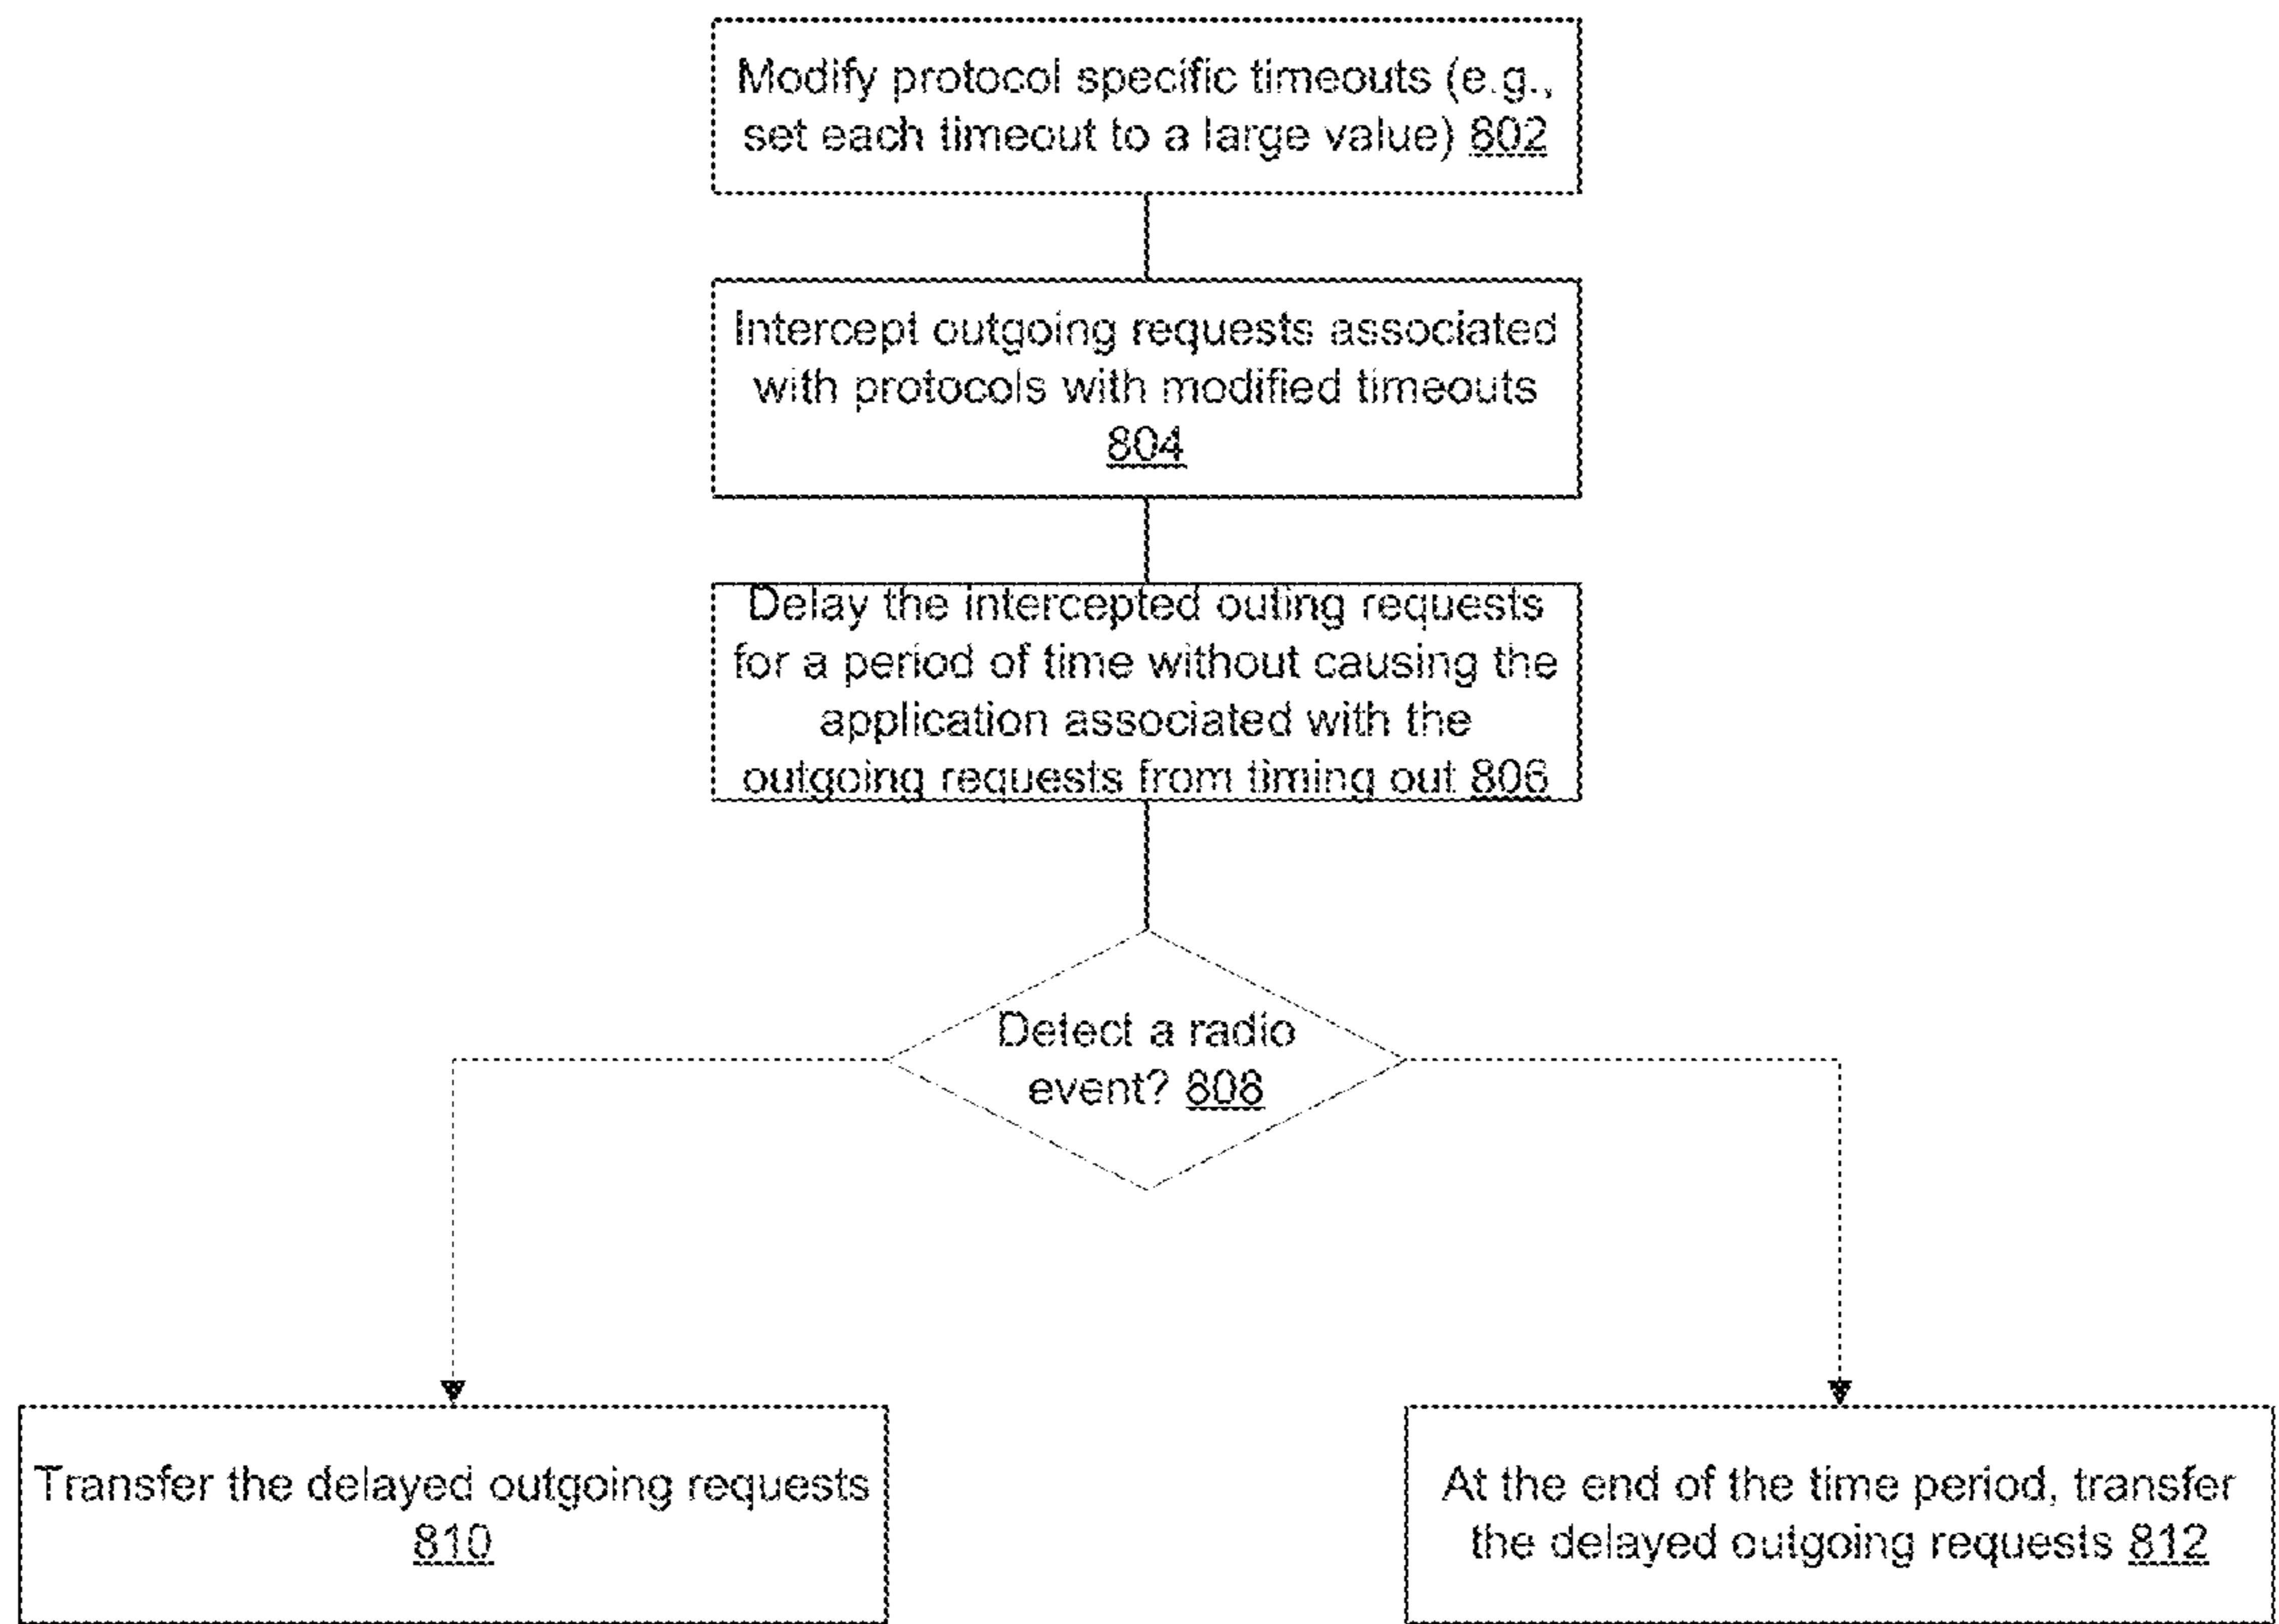 Modify protocol specific timeouts (e.g.,
set each timeout to a large value) 802
Intercept outgoing requests associated
with protocols with modified timeouts
804
Delay the intercepted outing requests
for a period of time without causing the
application associated with the
outgoing requests from timing out 806
Detect a radio
event? 808
Transfer the delayed outgoing requests
810
At the end of the time period, transfer
the delayed outgoing requests 812